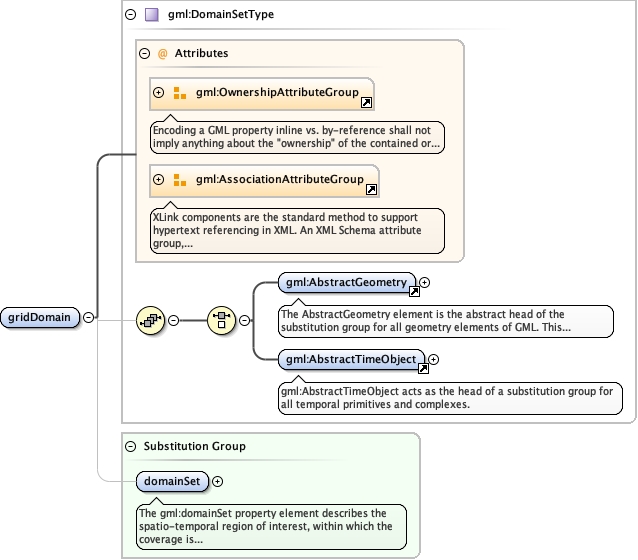 gml:DomainSetType
@ Attributes
gml:OwnershipAttributeGroup
Encoding a GML property inline vs. by-reference shall not
imply anything about the "ownership" of the contained or...
gml:AssociationAttributeGroup
XLink components are the standard method to support
hypertext referencing in XML. An XML Schema attribute
group,...
gridDomain
gml:AbstractGeometry
The AbstractGeometry element is the abstract head of the
substitution group for all geometry elements of GML. This...
gml:AbstractTimeObject
gml:AbstractTimeObject acts as the head of a substitution group for
all temporal primitives and complexes.
Substitution Group
domainSet
The gml:domainSet property element describes the
spatio-temporal region of interest, within which the
coverage is...